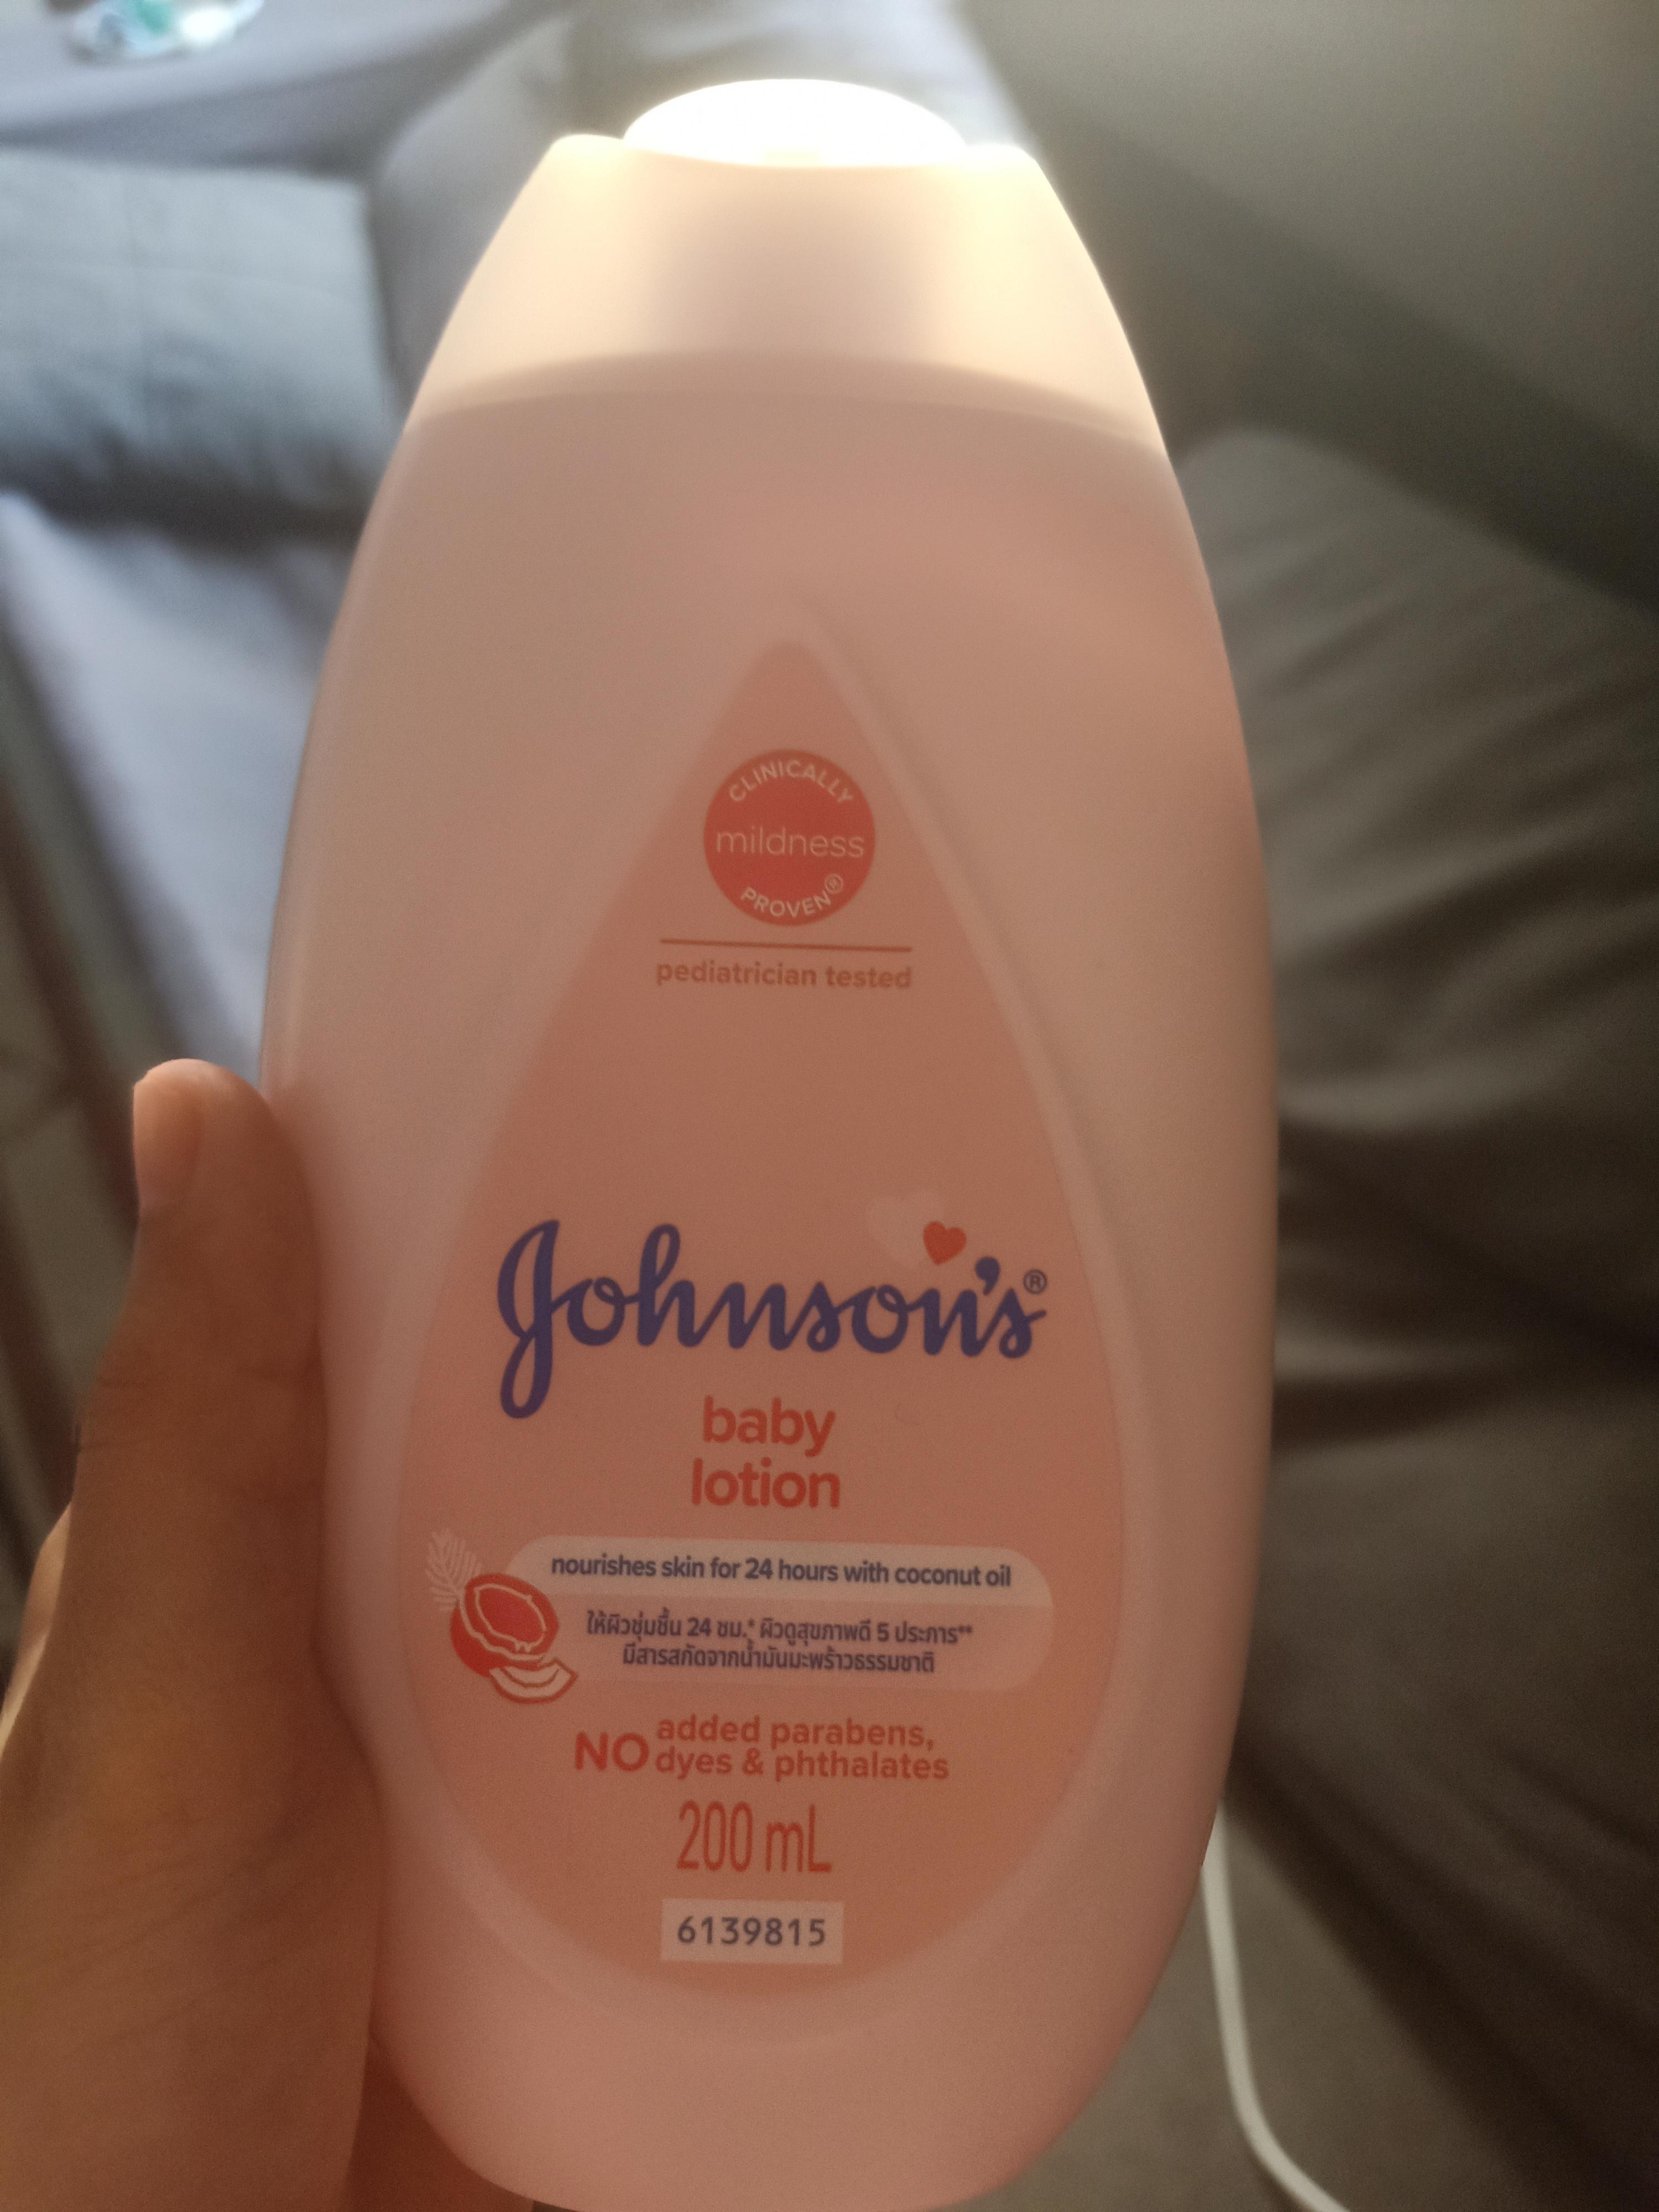 CLINICALLY
mildness
PROVEN®
pediatrician tested
Johnson's®
baby
lotion
nourishes skin for 24 hours with coconut oil
ให้ผิวชุ่มชื้น 24 ชม.* ผิวดูสุขภาพดี 5 ประการ**
มีสารสกัดจากน้ำมันมะพร้าวธรรมชาติ
NO added parabens,
dyes & phthalates
200 mL
6139815